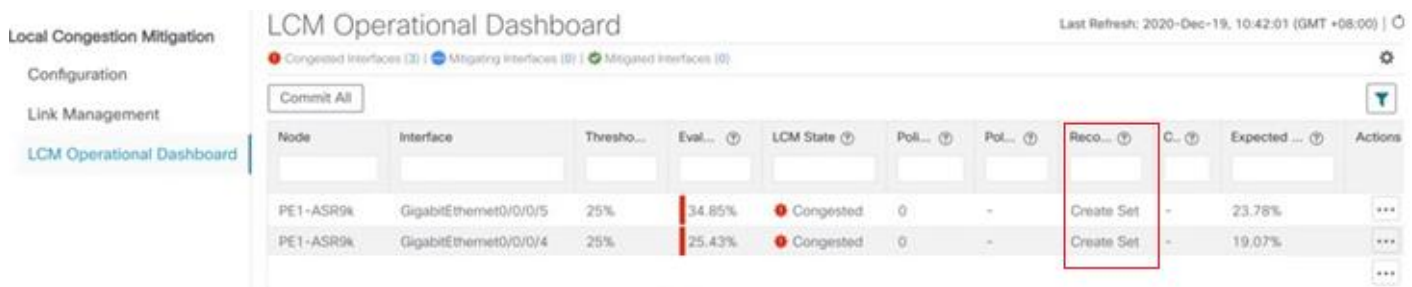 Local Congestion Mitigation
Configuration
Link Management
LCM Operational Dashboard
LCM Operational Dashboard
Last Refresh: 2020-Dec-19, 10:42:01 (GMT +08:00) |
Congested Interfaces (3) | Mitigating Interfaces (0) | Mitigated Interfaces (0)
Commit All
Node Interface Thresho... Eval... LCM State Poli... Pol... Reco... C... Expected ... Actions
PE1-ASR9k GigabitEthernet0/0/0/5 25% 34.85% Congested 0 - Create Set - 23.78% ...
PE1-ASR9k GigabitEthernet0/0/0/4 25% 25.43% Congested 0 - Create Set - 19.07% ...
...